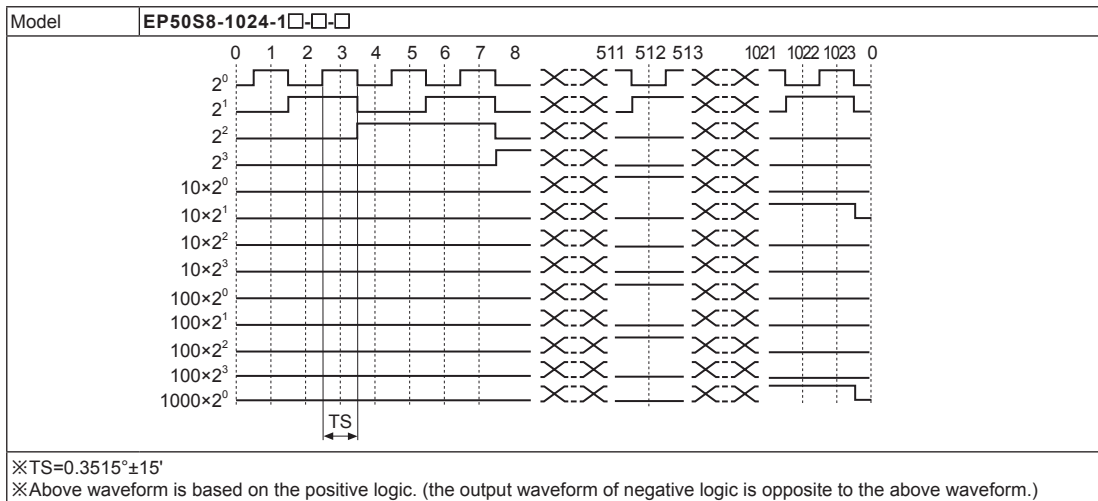 Model EP50S8-1024-1□-□-□
0 1 2 3 4 5 6 7 8 511 512 513 1021 1022 1023 0
2⁰
2¹
2²
2³
10×2⁰
10×2¹
10×2²
10×2³
100×2⁰
100×2¹
100×2²
100×2³
1000×2⁰
TS
※TS=0.3515°±15'
※Above waveform is based on the positive logic. (the output waveform of negative logic is opposite to the above waveform.)